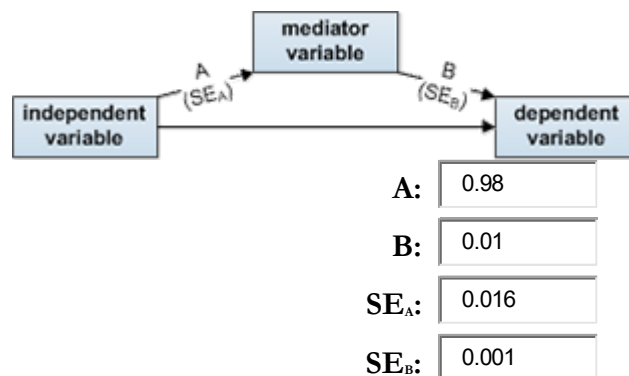 mediator
variable
A
(SEA)
B
(SEB)
independent
variable
dependent
variable
A: 0.98
B: 0.01
SEA: 0.016
SEB: 0.001